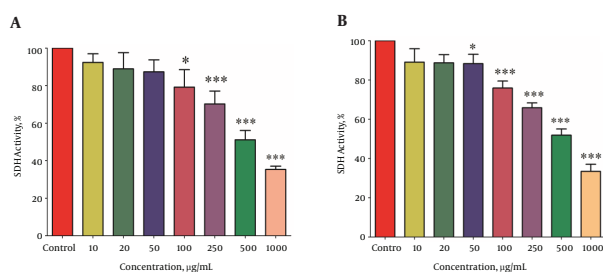 A
100
80
60
40
20
0
SDH Activity, %
*
***
***
***
Control 10 20 50 100 250 500 1000
Concentration, µg/mL
B
100
80
60
40
20
0
SDH Activity, %
*
***
***
***
***
Contro 10 20 50 100 250 500 1000
Concentration, µg/mL